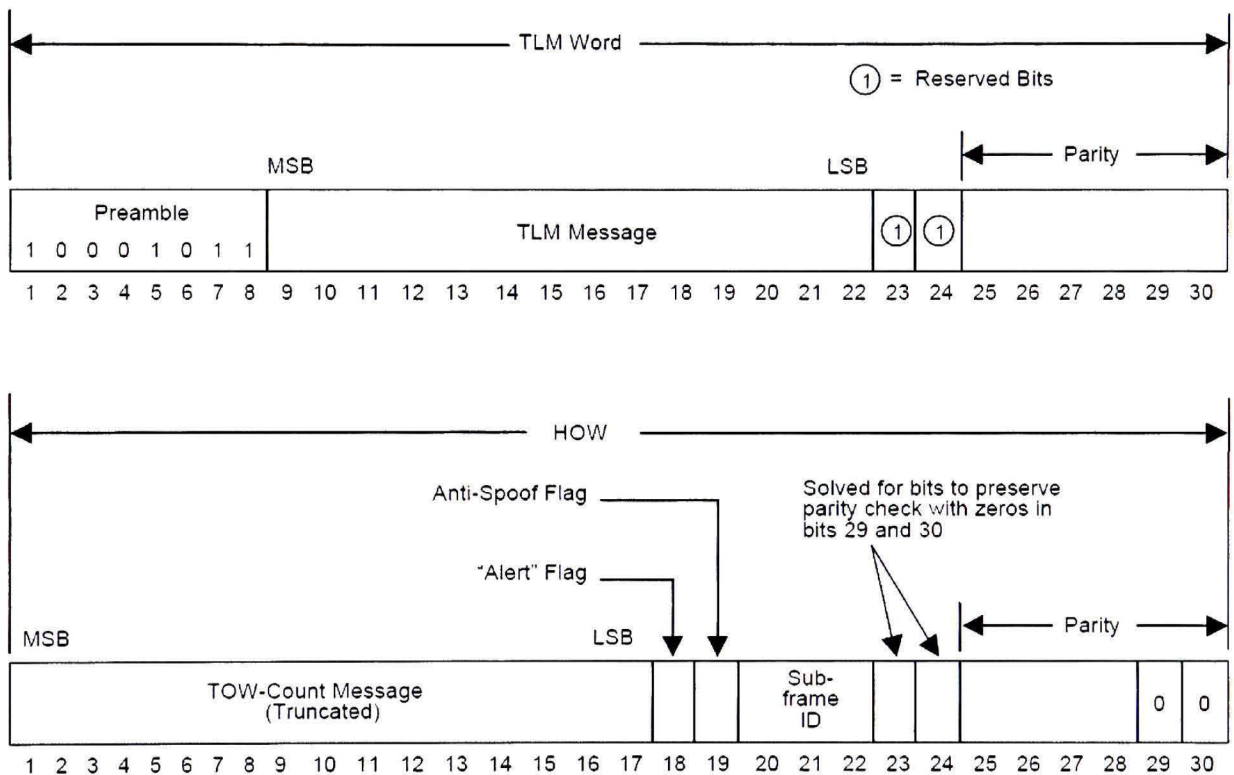 TLM Word
1 = Reserved Bits
MSB
LSB
Parity
Preamble
1 0 0 0 1 0 1 1
TLM Message
1
1
1 2 3 4 5 6 7 8 9 10 11 12 13 14 15 16 17 18 19 20 21 22 23 24 25 26 27 28 29 30
HOW
Anti-Spoof Flag
Solved for bits to preserve
parity check with zeros in
bits 29 and 30
"Alert" Flag
MSB
LSB
Parity
TOW-Count Message
(Truncated)
Sub-
frame
ID
0
0
1 2 3 4 5 6 7 8 9 10 11 12 13 14 15 16 17 18 19 20 21 22 23 24 25 26 27 28 29 30